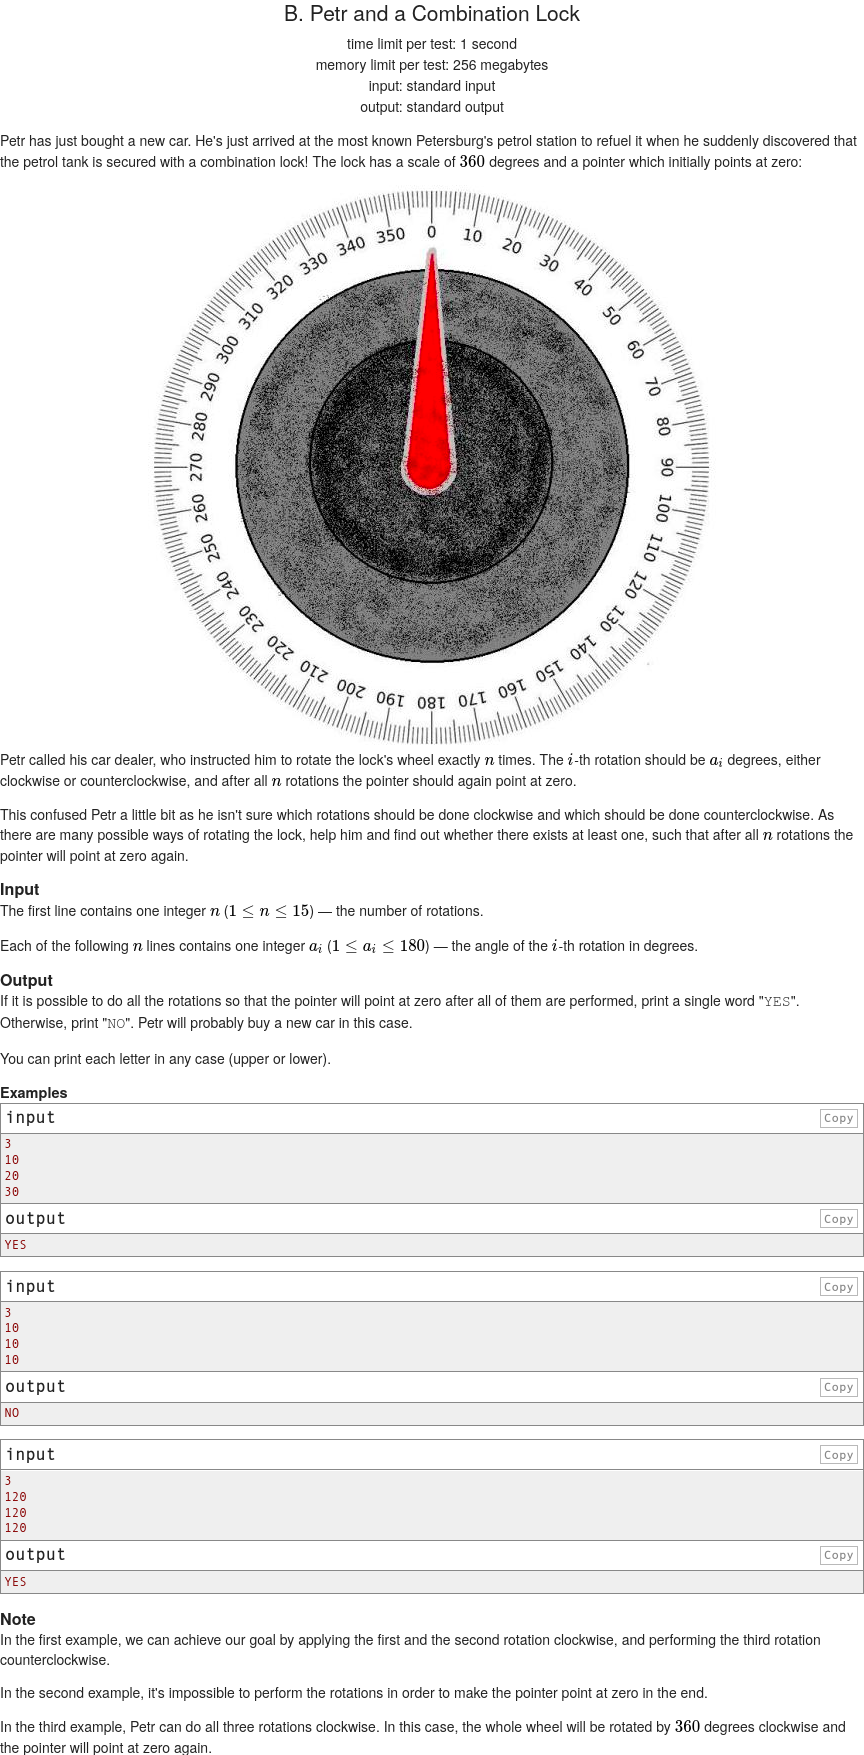 B. Petr and a Combination Lock
time limit per test: 1 second
memory limit per test: 256 megabytes
input: standard input
output: standard output
Petr has just bought a new car. He's just arrived at the most known Petersburg's petrol station to refuel it when he suddenly discovered that
the petrol tank is secured with a combination lock! The lock has a scale of 360 degrees and a pointer which initially points at zero:
0
10
20
30
40
50
60
70
80
90
100
110
120
130
140
150
160
170
180
190
200
210
220
230
240
250
260
270
280
290
300
310
320
330
340
350
Petr called his car dealer, who instructed him to rotate the lock's wheel exactly n times. The i-th rotation should be a_i degrees, either
clockwise or counterclockwise, and after all n rotations the pointer should again point at zero.
This confused Petr a little bit as he isn't sure which rotations should be done clockwise and which should be done counterclockwise. As
there are many possible ways of rotating the lock, help him and find out whether there exists at least one, such that after all n rotations the
pointer will point at zero again.
Input
The first line contains one integer n (1 ≤ n ≤ 15) — the number of rotations.
Each of the following n lines contains one integer a_i (1 ≤ a_i ≤ 180) — the angle of the i-th rotation in degrees.
Output
If it is possible to do all the rotations so that the pointer will point at zero after all of them are performed, print a single word "YES".
Otherwise, print "NO". Petr will probably buy a new car in this case.
You can print each letter in any case (upper or lower).
Examples
input Copy
3
10
20
30
output Copy
YES
input Copy
3
10
10
10
output Copy
NO
input Copy
3
120
120
120
output Copy
YES
Note
In the first example, we can achieve our goal by applying the first and the second rotation clockwise, and performing the third rotation
counterclockwise.
In the second example, it's impossible to perform the rotations in order to make the pointer point at zero in the end.
In the third example, Petr can do all three rotations clockwise. In this case, the whole wheel will be rotated by 360 degrees clockwise and
the pointer will point at zero again.